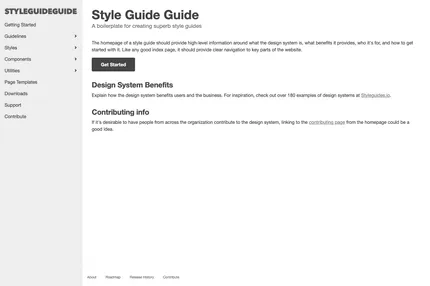 STYLEGUIDEGUIDE
Getting Started
Guidelines
Styles
Components
Utilities
Page Templates
Downloads
Support
Contribute
Style Guide Guide
A boilerplate for creating superb style guides
The homepage of a style guide should provide high-level information around what the design system is, what benefits it provides, who it's for, and how to get
started with it. Like any good index page, it should provide clear navigation to key parts of the website.
Get Started
Design System Benefits
Explain how the design system benefits users and the business. For inspiration, check out over 180 examples of design systems at Styleguides.io.
Contributing info
If it's desirable to have people from across the organization contribute to the design system, linking to the contributing page from the homepage could be a
good idea.
About Roadmap Release History Contribute